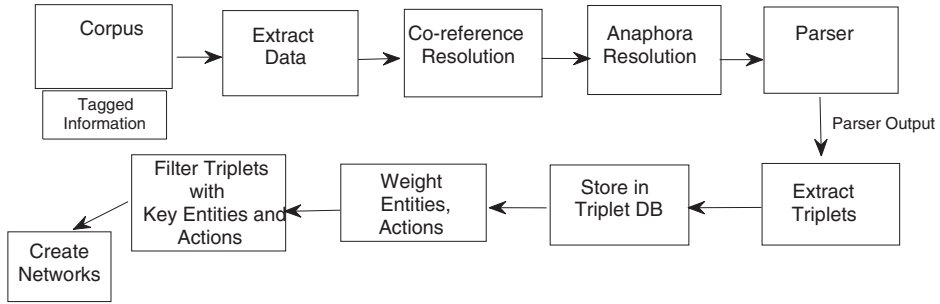 Corpus
Tagged
Information
Extract
Data
Co-reference
Resolution
Anaphora
Resolution
Parser
Parser Output
Extract
Triplets
Store in
Triplet DB
Weight
Entities,
Actions
Filter Triplets
with
Key Entities and
Actions
Create
Networks